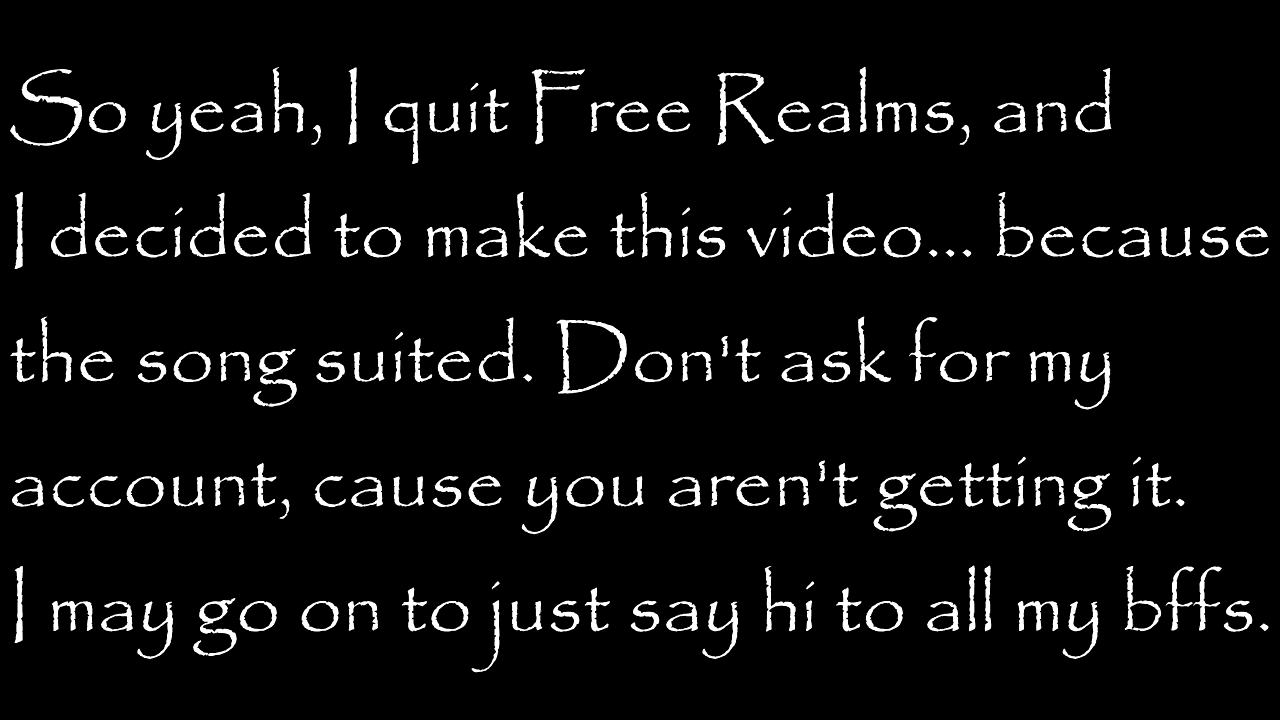 So yeah, I quit Free Realms, and
I decided to make this video... because
the song suited. Don't ask for my
account, cause you aren't getting it.
I may go on to just say hi to all my bffs.